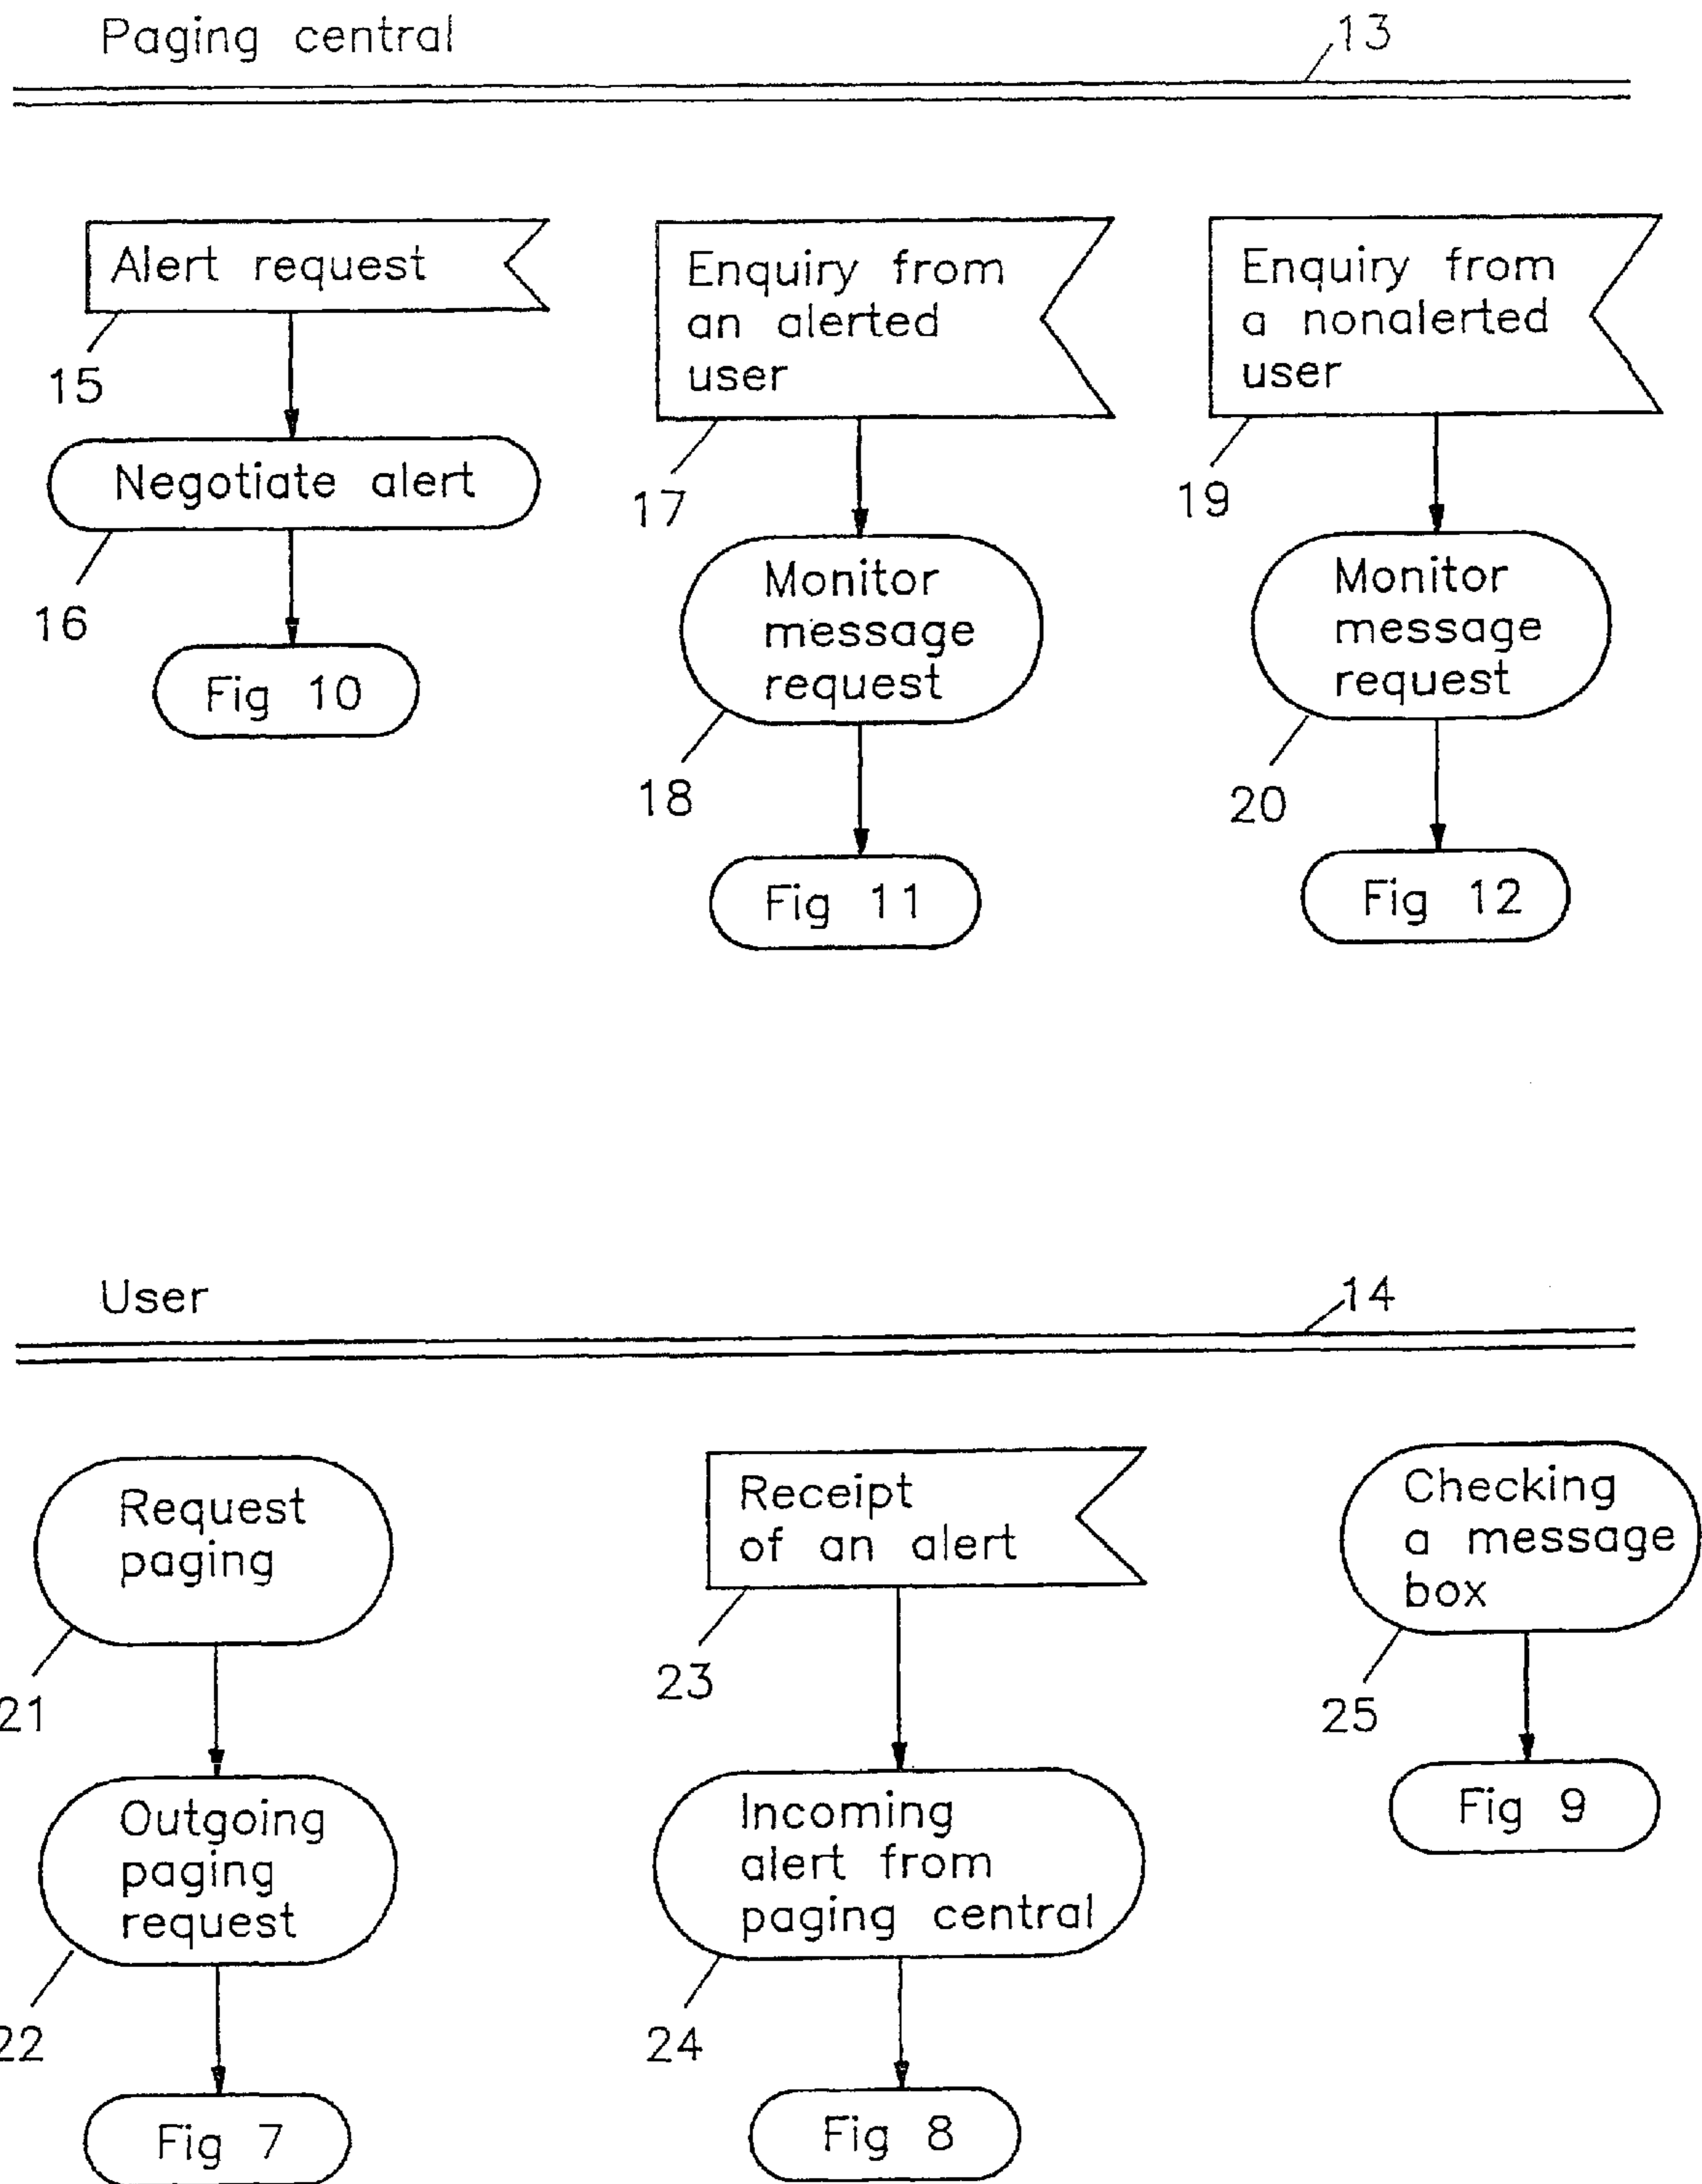 Paging central
13
Alert request
15
Negotiate alert
16
Fig 10
Enquiry from
an alerted
user
17
Monitor
message
request
18
Fig 11
Enquiry from
a nonalerted
user
19
Monitor
message
request
20
Fig 12
User
14
Request
paging
21
Outgoing
paging
request
22
Fig 7
Receipt
of an alert
23
Incoming
alert from
paging central
24
Fig 8
Checking
a message
box
25
Fig 9